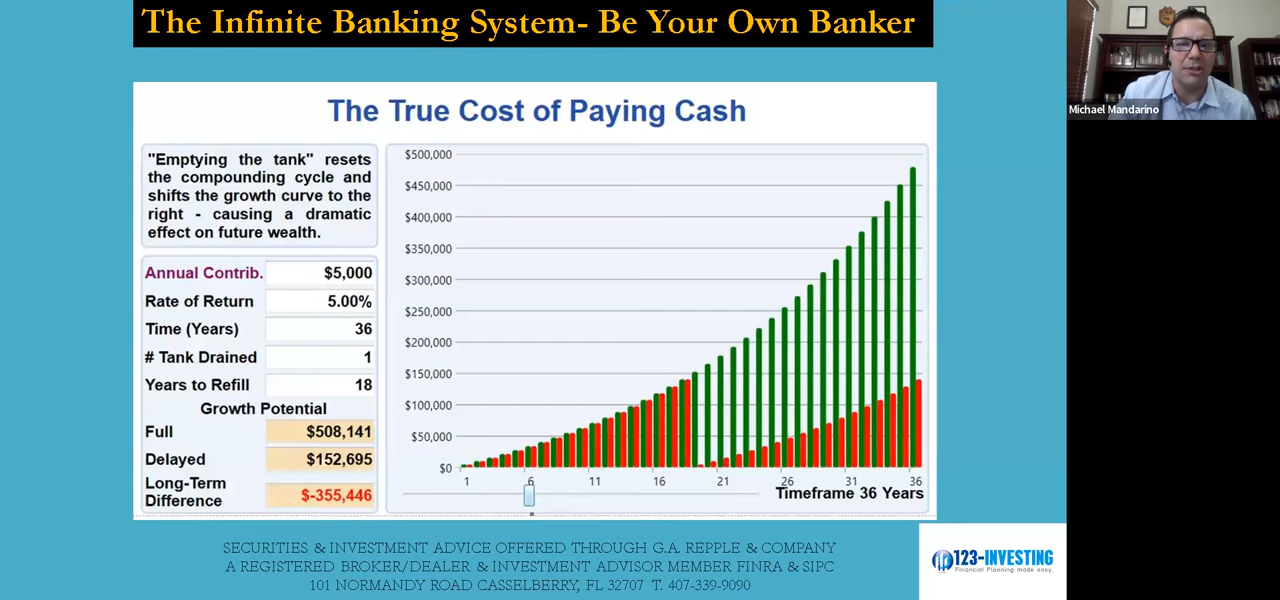 The Infinite Banking System- Be Your Own Banker
Michael Mandarino
The True Cost of Paying Cash
"Emptying the tank" resets
the compounding cycle and
shifts the growth curve to the
right - causing a dramatic
effect on future wealth.
Annual Contrib. $5,000
Rate of Return 5.00%
Time (Years) 36
# Tank Drained 1
Years to Refill 18
Growth Potential
Full $508,141
Delayed $152,695
Long-Term
Difference $-355,446
$500,000
$450,000
$400,000
$350,000
$300,000
$250,000
$200,000
$150,000
$100,000
$50,000
$0
1 6 11 16 21 26 31 36
Timeframe 36 Years
SECURITIES & INVESTMENT ADVICE OFFERED THROUGH G.A. REPPLE & COMPANY
A REGISTERED BROKER/DEALER & INVESTMENT ADVISOR MEMBER FINRA & SIPC
101 NORMANDY ROAD CASSELBERRY, FL 32707 T. 407-339-9090
123-INVESTING
Financial Planning made easy.